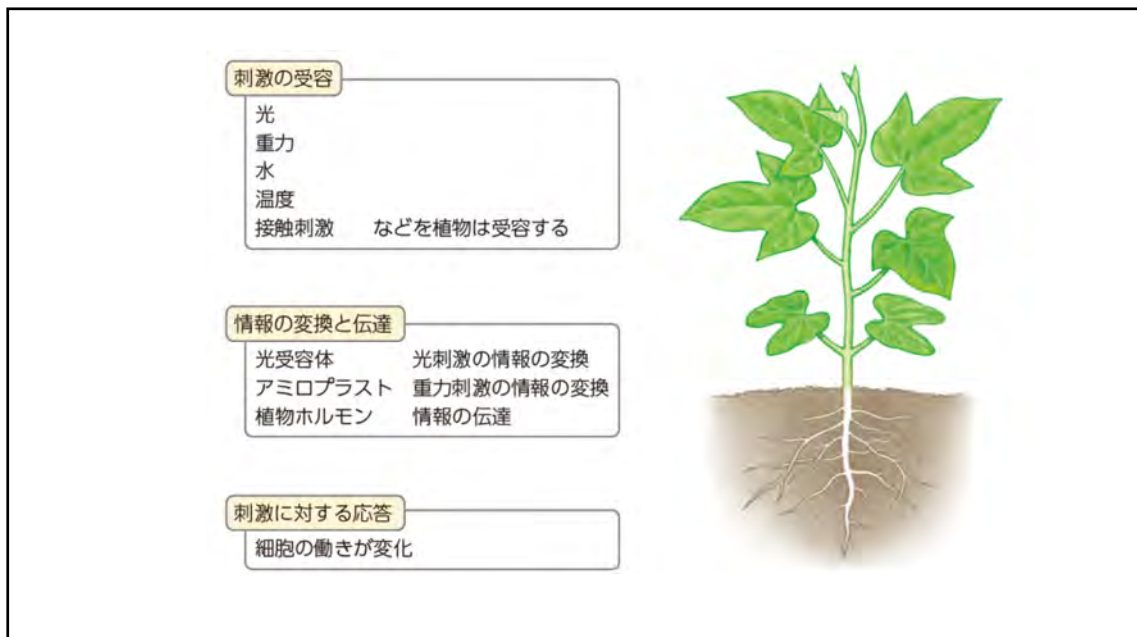 刺激の受容
光
重力
水
温度
接触刺激 などを植物は受容する
情報の変換と伝達
光受容体 光刺激の情報の変換
アミロプラスト 重力刺激の情報の変換
植物ホルモン 情報の伝達
刺激に対する応答
細胞の働きが変化